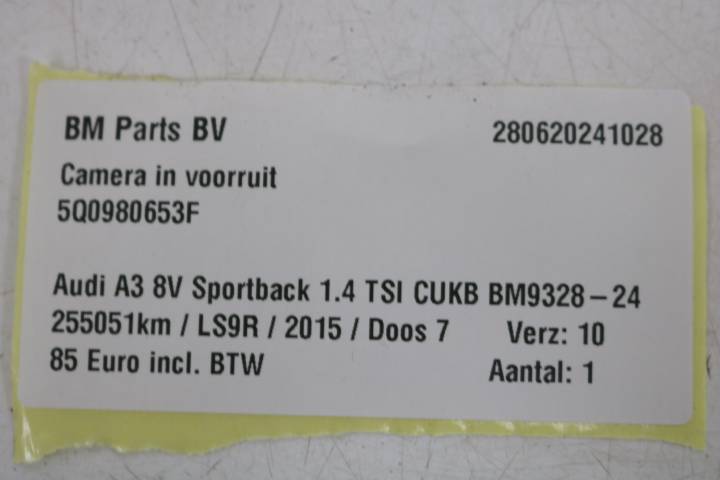 BM Parts BV 280620241028
Camera in voorruit
5Q0980653F
Audi A3 8V Sportback 1.4 TSI CUKB BM9328-24
255051km / LS9R / 2015 / Doos 7 Verz: 10
85 Euro incl. BTW Aantal: 1